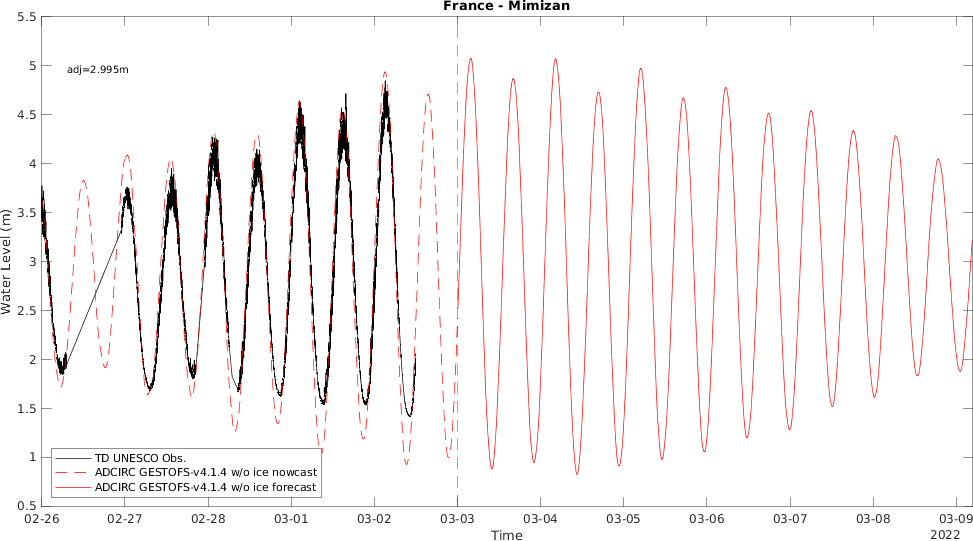 France - Mimizan
adj=2.995m
Water Level (m)
5.5
5
4.5
4
3.5
3
2.5
2
1.5
1
0.5
TD UNESCO Obs.
ADCIRC GESTOFS-v4.1.4 w/o ice nowcast
ADCIRC GESTOFS-v4.1.4 w/o ice forecast
02-26 02-27 02-28 03-01 03-02 03-03 03-04 03-05 03-06 03-07 03-08 03-09
Time
2022